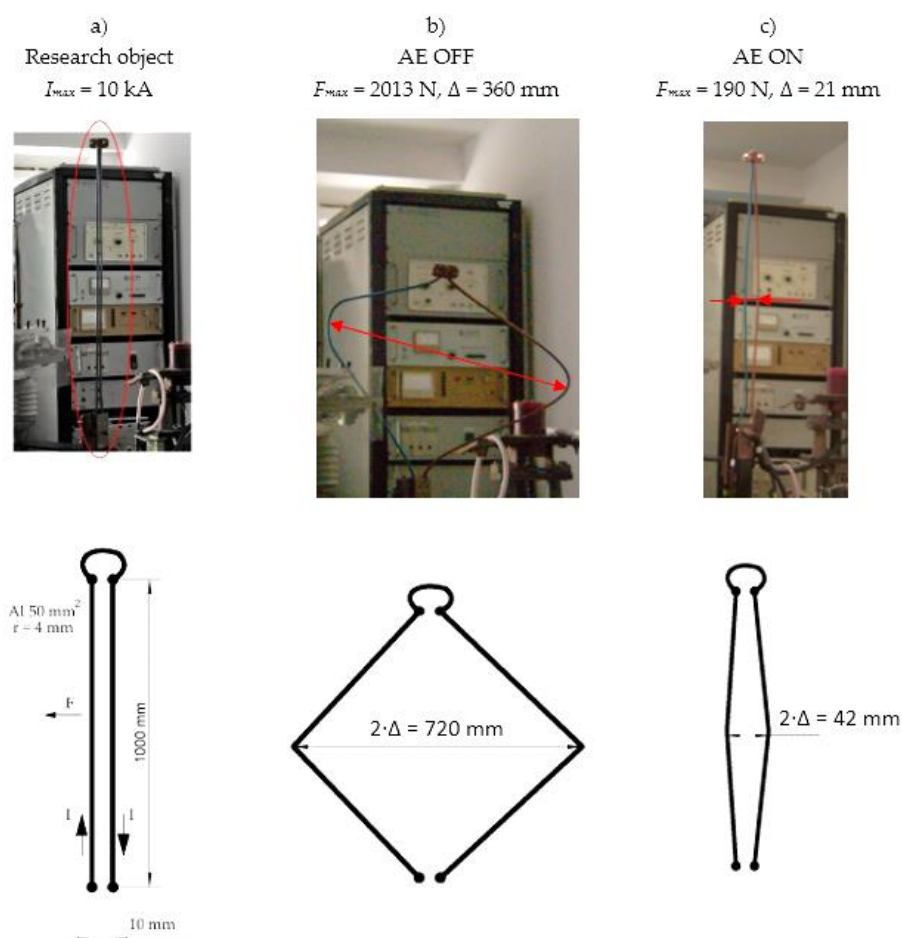 a)
Research object
Imax = 10 kA
b)
AE OFF
Fmax = 2013 N, Δ = 360 mm
c)
AE ON
Fmax = 190 N, Δ = 21 mm
Al 50 mm²
r = 4 mm
F
1000 mm
I
I
10 mm
2·Δ = 720 mm
2·Δ = 42 mm